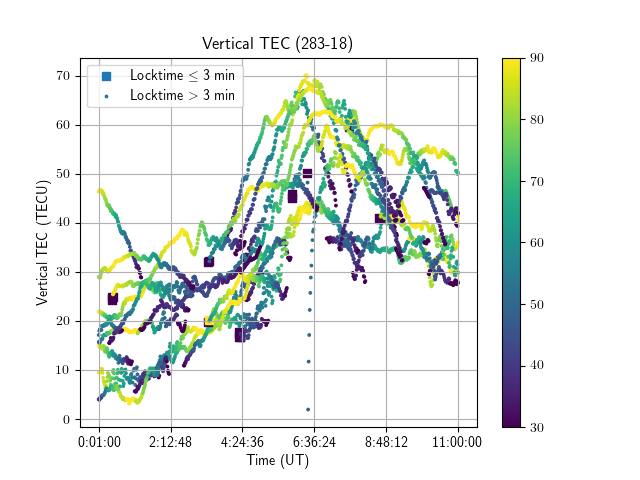 Vertical TEC (283-18)
Locktime ≤ 3 min
Locktime > 3 min
Vertical TEC (TECU)
70
60
50
40
30
20
10
0
0:01:00 2:12:48 4:24:36 6:36:24 8:48:12 11:00:00
Time (UT)
90
80
70
60
50
40
30